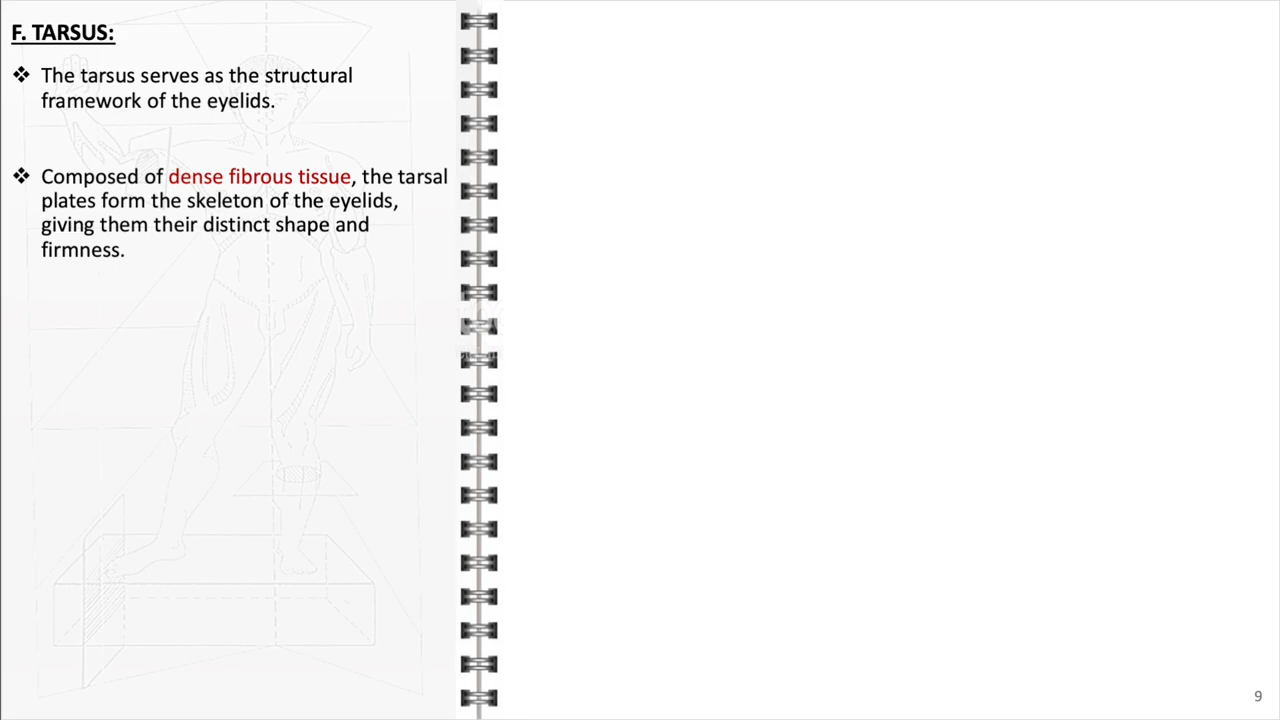 F. TARSUS:
❖ The tarsus serves as the structural
framework of the eyelids.
❖ Composed of dense fibrous tissue, the tarsal
plates form the skeleton of the eyelids,
giving them their distinct shape and
firmness.
9